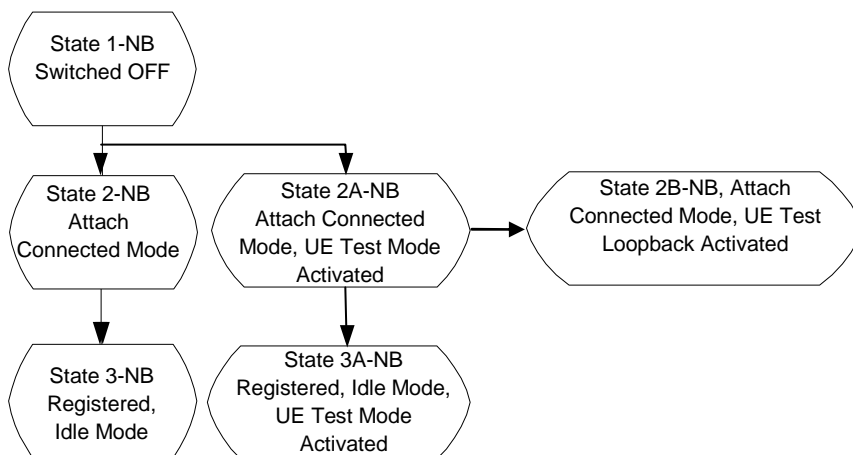 State 1-NB
Switched OFF
State 2-NB
Attach
Connected Mode
State 2A-NB
Attach Connected
Mode, UE Test Mode
Activated
State 2B-NB, Attach
Connected Mode, UE Test
Loopback Activated
State 3-NB
Registered,
Idle Mode
State 3A-NB
Registered, Idle Mode,
UE Test Mode
Activated